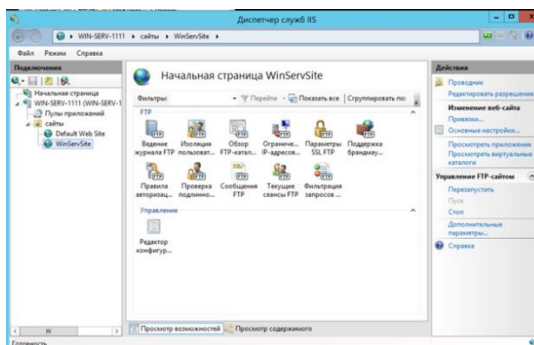 Диспетчер служб IIS
WIN-SERV-1111 ▸ сайты ▸ WinServSite ▸
Файл Режим Справка
Подключения
Начальная страница
WIN-SERV-1111 (WIN-SERV-1
Пулы приложений
сайты
Default Web Site
WinServSite
Начальная страница WinServSite
Фильтры: Перейти Показать все Сгруппировать по:
FTP
Ведение журнала FTP
Изоляция пользоват...
Обзор FTP-катал...
Ограниче... IP-адресов...
Параметры SSL FTP
Поддержка брандмау...
Правила авторизац...
Проверка подлинно...
Сообщения FTP
Текущие сеансы FTP
Фильтрация запросов ...
Управление
Редактор конфигур...
Просмотр возможностей Просмотр содержимого
Действия
Проводник
Редактировать разрешения
Изменение веб-сайта
Привязки...
Основные настройки...
Просмотреть приложения
Просмотреть виртуальные каталоги
Управление FTP-сайтом
Перезапустить
Пуск
Стоп
Дополнительные параметры...
Справка
Готовность